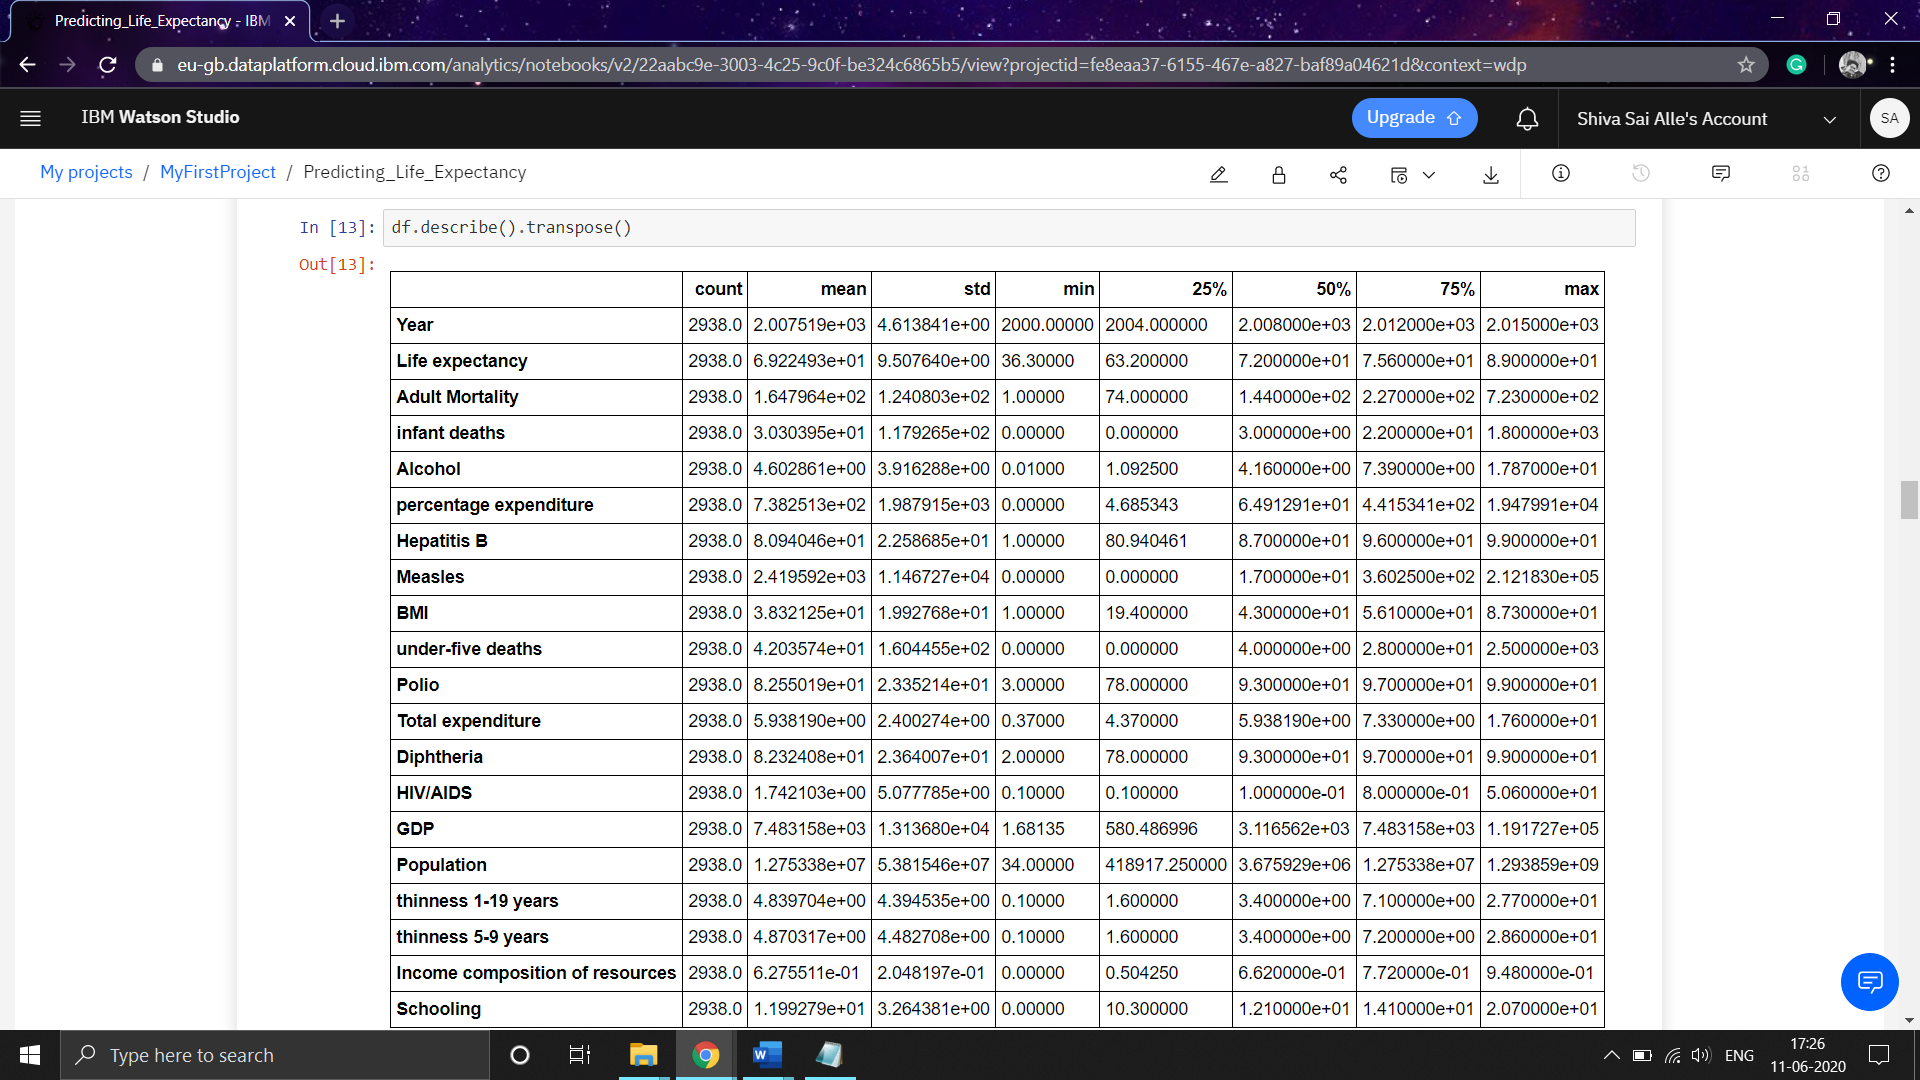 Predicting_Life_Expectancy - IBM
eu-gb.dataplatform.cloud.ibm.com/analytics/notebooks/v2/22aabc9e-3003-4c25-9c0f-be324c6865b5/view?projectid=fe8eaa37-6155-467e-a827-baf89a04621d&context=wdp
IBM Watson Studio Upgrade Shiva Sai Alle's Account SA
My projects / MyFirstProject / Predicting_Life_Expectancy
In [13]: df.describe().transpose()
Out[13]:
count mean std min 25% 50% 75% max
Year 2938.0 2.007519e+03 4.613841e+00 2000.00000 2004.000000 2.008000e+03 2.012000e+03 2.015000e+03
Life expectancy 2938.0 6.922493e+01 9.507640e+00 36.30000 63.200000 7.200000e+01 7.560000e+01 8.900000e+01
Adult Mortality 2938.0 1.647964e+02 1.240803e+02 1.00000 74.000000 1.440000e+02 2.270000e+02 7.230000e+02
infant deaths 2938.0 3.030395e+01 1.179265e+02 0.00000 0.000000 3.000000e+00 2.200000e+01 1.800000e+03
Alcohol 2938.0 4.602861e+00 3.916288e+00 0.01000 1.092500 4.160000e+00 7.390000e+00 1.787000e+01
percentage expenditure 2938.0 7.382513e+02 1.987915e+03 0.00000 4.685343 6.491291e+01 4.415341e+02 1.947991e+04
Hepatitis B 2938.0 8.094046e+01 2.258685e+01 1.00000 80.940461 8.700000e+01 9.600000e+01 9.900000e+01
Measles 2938.0 2.419592e+03 1.146727e+04 0.00000 0.000000 1.700000e+01 3.602500e+02 2.121830e+05
BMI 2938.0 3.832125e+01 1.992768e+01 1.00000 19.400000 4.300000e+01 5.610000e+01 8.730000e+01
under-five deaths 2938.0 4.203574e+01 1.604455e+02 0.00000 0.000000 4.000000e+00 2.800000e+01 2.500000e+03
Polio 2938.0 8.255019e+01 2.335214e+01 3.00000 78.000000 9.300000e+01 9.700000e+01 9.900000e+01
Total expenditure 2938.0 5.938190e+00 2.400274e+00 0.37000 4.370000 5.938190e+00 7.330000e+00 1.760000e+01
Diphtheria 2938.0 8.232408e+01 2.364007e+01 2.00000 78.000000 9.300000e+01 9.700000e+01 9.900000e+01
HIV/AIDS 2938.0 1.742103e+00 5.077785e+00 0.10000 0.100000 1.000000e-01 8.000000e-01 5.060000e+01
GDP 2938.0 7.483158e+03 1.313680e+04 1.68135 580.486996 3.116562e+03 7.483158e+03 1.191727e+05
Population 2938.0 1.275338e+07 5.381546e+07 34.00000 418917.250000 3.675929e+06 1.275338e+07 1.293859e+09
thinness 1-19 years 2938.0 4.839704e+00 4.394535e+00 0.10000 1.600000 3.400000e+00 7.100000e+00 2.770000e+01
thinness 5-9 years 2938.0 4.870317e+00 4.482708e+00 0.10000 1.600000 3.400000e+00 7.200000e+00 2.860000e+01
Income composition of resources 2938.0 6.275511e-01 2.048197e-01 0.00000 0.504250 6.620000e-01 7.720000e-01 9.480000e-01
Schooling 2938.0 1.199279e+01 3.264381e+00 0.00000 10.300000 1.210000e+01 1.410000e+01 2.070000e+01
Type here to search ENG 17:26
11-06-2020